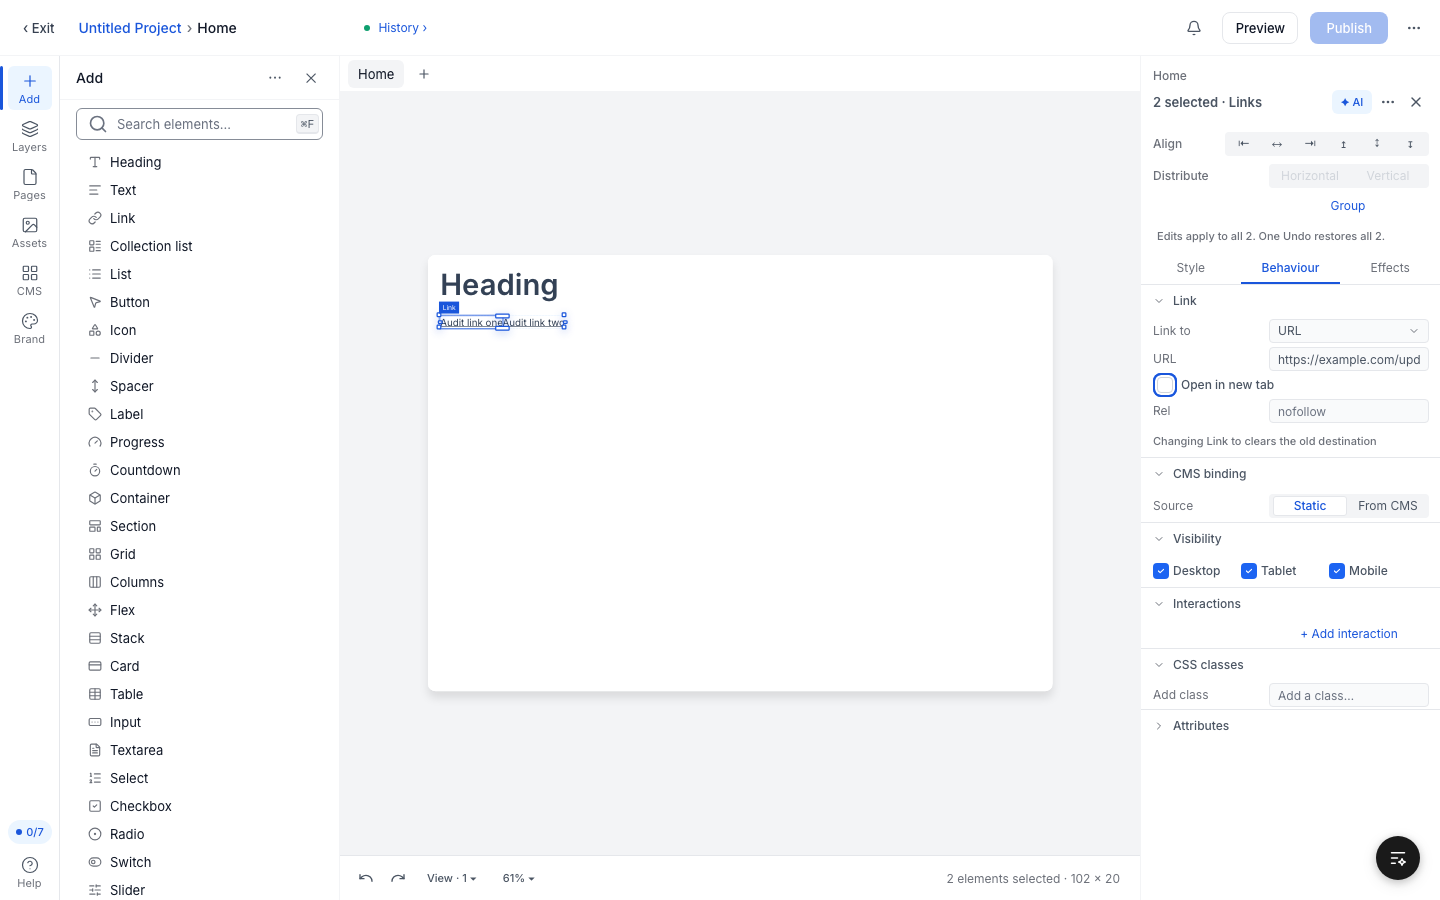 ‹ Exit
Untitled Project › Home
History ›
Preview
Publish
Add
Layers
Pages
Assets
CMS
Brand
0/7
Help
Add
Search elements...
⌘F
Heading
Text
Link
Collection list
List
Button
Icon
Divider
Spacer
Label
Progress
Countdown
Container
Section
Grid
Columns
Flex
Stack
Card
Table
Input
Textarea
Select
Checkbox
Radio
Switch
Slider
Home
Heading
Link
Audit link oneAudit link two
View · 1
61%
2 elements selected · 102 × 20
Home
2 selected · Links
AI
Align
Distribute
Horizontal
Vertical
Group
Edits apply to all 2. One Undo restores all 2.
Style
Behaviour
Effects
Link
Link to
URL
URL
https://example.com/upd
Open in new tab
Rel
nofollow
Changing Link to clears the old destination
CMS binding
Source
Static
From CMS
Visibility
Desktop
Tablet
Mobile
Interactions
+ Add interaction
CSS classes
Add class
Add a class...
Attributes